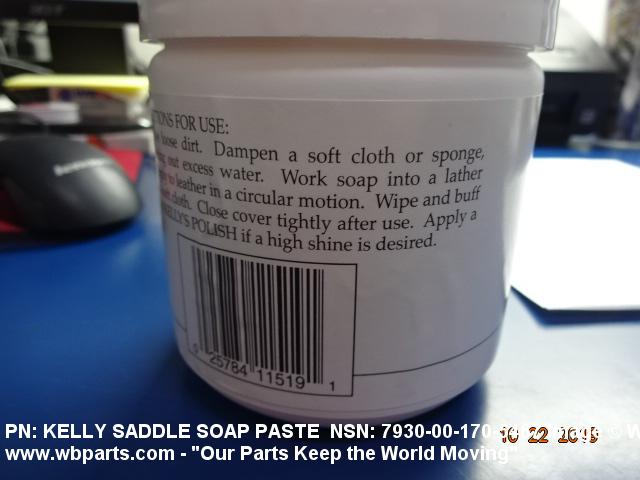 TIONS FOR USE:
loose dirt. Dampen a soft cloth or sponge,
out excess water. Work soap into a lather
to leather in a circular motion. Wipe and buff
cloth. Close cover tightly after use. Apply a
KELLY'S POLISH if a high shine is desired.
0 25784 11519 1
PN: KELLY SADDLE SOAP PASTE NSN: 7930-00-170-
10 22 2019
www.wbparts.com - "Our Parts Keep the World Moving"